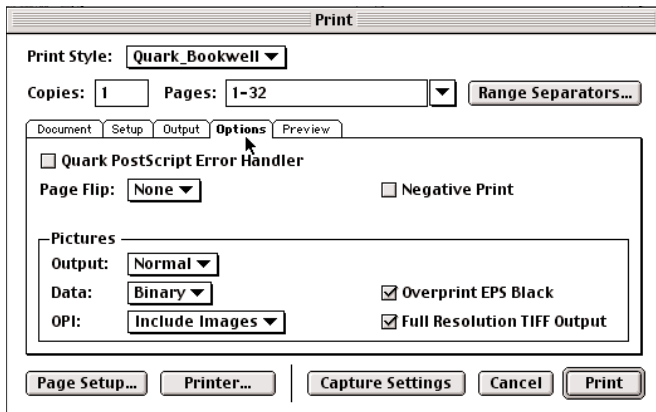 Print
Print Style: Quark_Bookwell
Copies: 1 Pages: 1-32 Range Separators...
Document Setup Output Options Preview
Quark PostScript Error Handler
Page Flip: None Negative Print
Pictures
Output: Normal
Data: Binary Overprint EPS Black
OPI: Include Images Full Resolution TIFF Output
Page Setup... Printer... Capture Settings Cancel Print